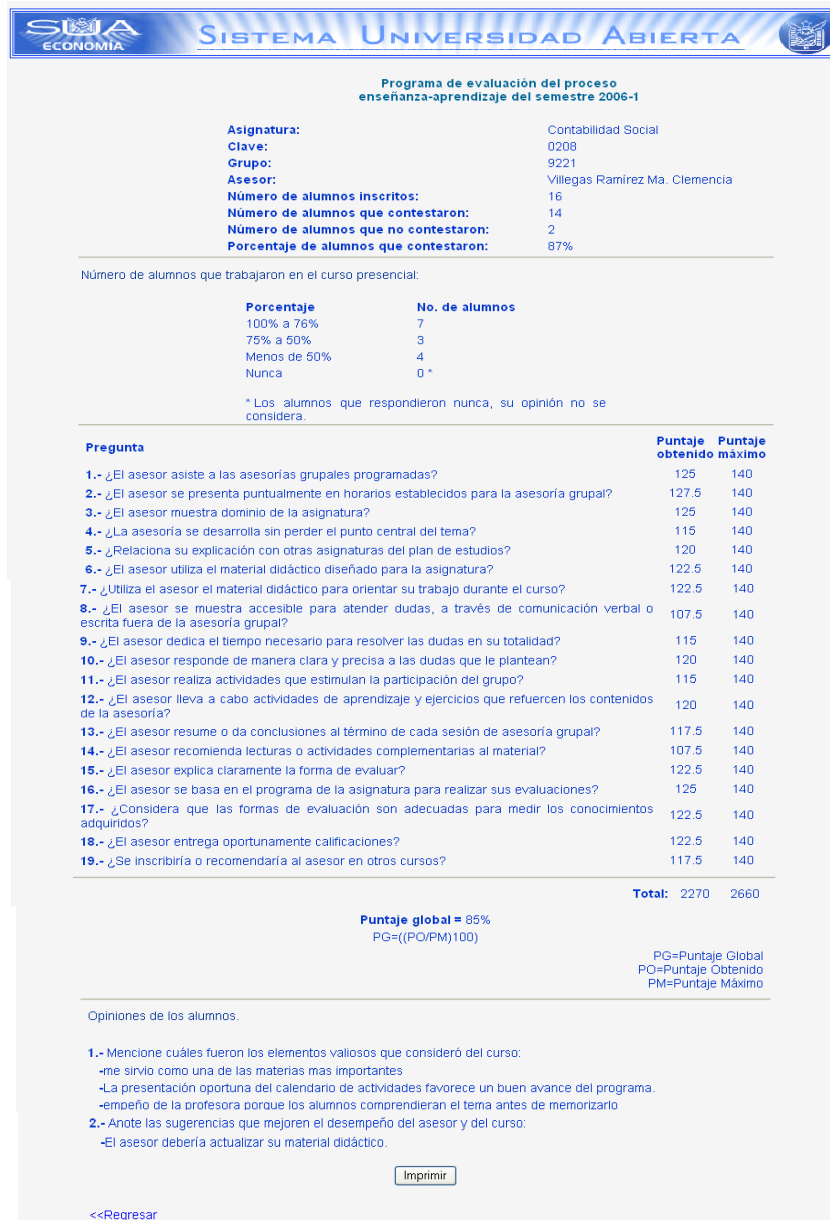 SUA
ECONOMÍA
SISTEMA UNIVERSIDAD ABIERTA
Programa de evaluación del proceso
enseñanza-aprendizaje del semestre 2006-1
Asignatura: Contabilidad Social
Clave: 0208
Grupo: 9221
Asesor: Villegas Ramírez Ma. Clemencia
Número de alumnos inscritos: 16
Número de alumnos que contestaron: 14
Número de alumnos que no contestaron: 2
Porcentaje de alumnos que contestaron: 87%
Número de alumnos que trabajaron en el curso presencial:
Porcentaje No. de alumnos
100% a 76% 7
75% a 50% 3
Menos de 50% 4
Nunca 0 *
* Los alumnos que respondieron nunca, su opinión no se
considera.
Pregunta Puntaje obtenido Puntaje máximo
1.- ¿El asesor asiste a las asesorías grupales programadas? 125 140
2.- ¿El asesor se presenta puntualmente en horarios establecidos para la asesoría grupal? 127.5 140
3.- ¿El asesor muestra dominio de la asignatura? 125 140
4.- ¿La asesoría se desarrolla sin perder el punto central del tema? 115 140
5.- ¿Relaciona su explicación con otras asignaturas del plan de estudios? 120 140
6.- ¿El asesor utiliza el material didáctico diseñado para la asignatura? 122.5 140
7.- ¿Utiliza el asesor el material didáctico para orientar su trabajo durante el curso? 122.5 140
8.- ¿El asesor se muestra accesible para atender dudas, a través de comunicación verbal o
escrita fuera de la asesoría grupal? 107.5 140
9.- ¿El asesor dedica el tiempo necesario para resolver las dudas en su totalidad? 115 140
10.- ¿El asesor responde de manera clara y precisa a las dudas que le plantean? 120 140
11.- ¿El asesor realiza actividades que estimulan la participación del grupo? 115 140
12.- ¿El asesor lleva a cabo actividades de aprendizaje y ejercicios que refuercen los contenidos
de la asesoría? 120 140
13.- ¿El asesor resume o da conclusiones al término de cada sesión de asesoría grupal? 117.5 140
14.- ¿El asesor recomienda lecturas o actividades complementarias al material? 107.5 140
15.- ¿El asesor explica claramente la forma de evaluar? 122.5 140
16.- ¿El asesor se basa en el programa de la asignatura para realizar sus evaluaciones? 125 140
17.- ¿Considera que las formas de evaluación son adecuadas para medir los conocimientos
adquiridos? 122.5 140
18.- ¿El asesor entrega oportunamente calificaciones? 122.5 140
19.- ¿Se inscribiría o recomendaría al asesor en otros cursos? 117.5 140
Total: 2270 2660
Puntaje global = 85%
PG=((PO/PM)100)
PG=Puntaje Global
PO=Puntaje Obtenido
PM=Puntaje Máximo
Opiniones de los alumnos.
1.- Mencione cuáles fueron los elementos valiosos que consideró del curso:
-me sirvio como una de las materias mas importantes
-La presentación oportuna del calendario de actividades favorece un buen avance del programa.
-empeño de la profesora porque los alumnos comprendieran el tema antes de memorizarlo
2.- Anote las sugerencias que mejoren el desempeño del asesor y del curso:
-El asesor debería actualizar su material didáctico.
Imprimir
<<Regresar